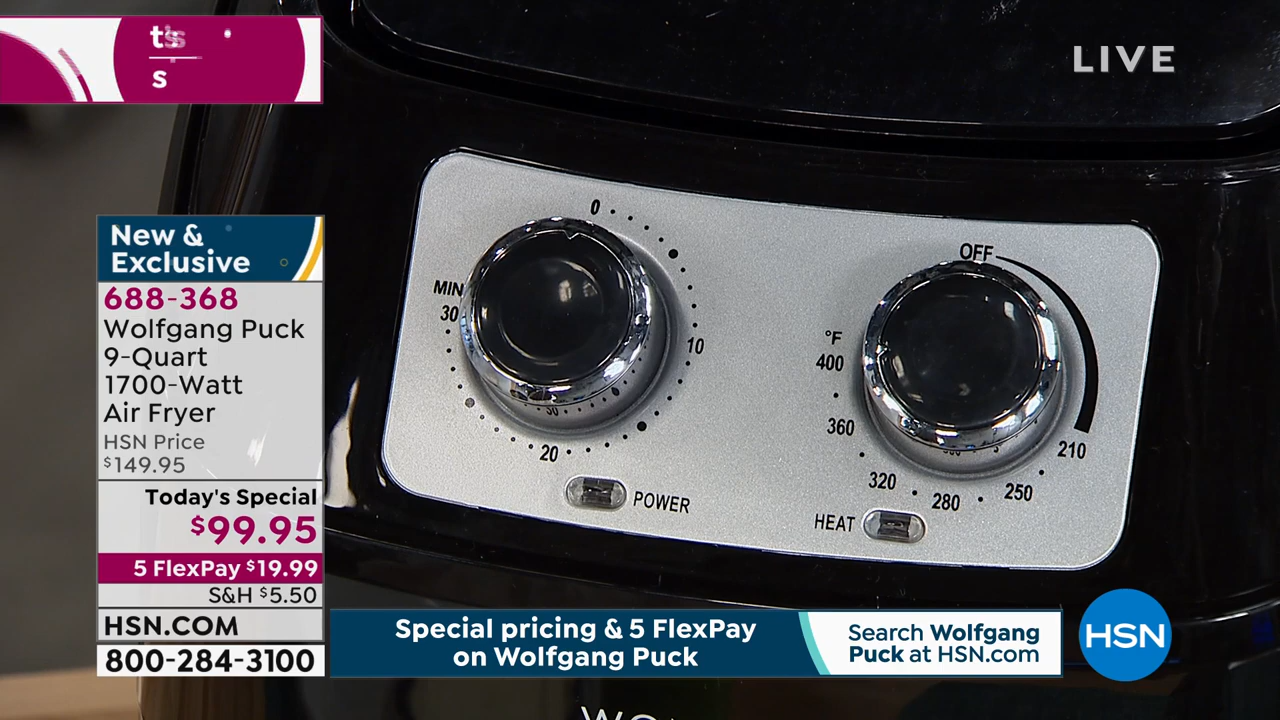 LIVE
New &
Exclusive
688-368
Wolfgang Puck
9-Quart
1700-Watt
Air Fryer
HSN Price
$149.95
Today's Special
$99.95
5 FlexPay $19.99
S&H $5.50
HSN.COM
800-284-3100
0
10
20
30
MIN
POWER
OFF
210
250
280
320
360
400
°F
HEAT
Special pricing & 5 FlexPay
on Wolfgang Puck
Search Wolfgang
Puck at HSN.com
HSN